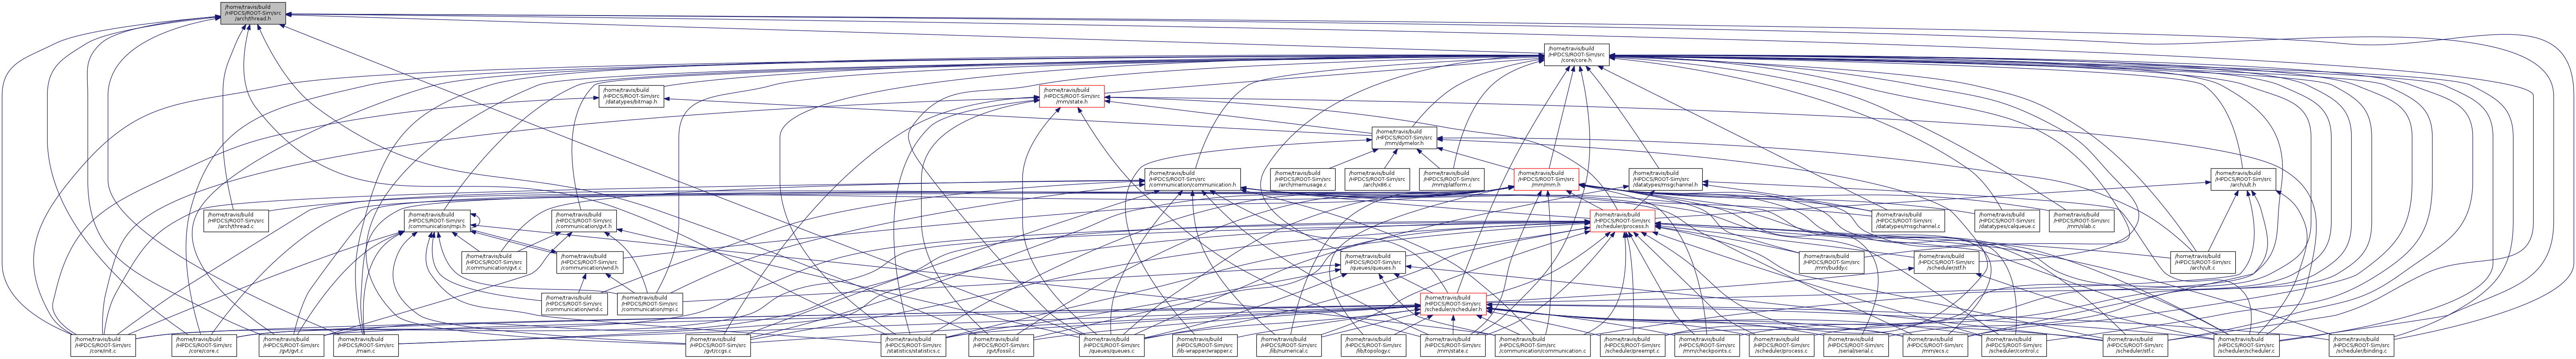 /home/travis/build
/HPDCS/ROOT-Sim/src
/arch/thread.h
/home/travis/build
/HPDCS/ROOT-Sim/src
/core/core.h
/home/travis/build
/HPDCS/ROOT-Sim/src
/datatypes/bitmap.h
/home/travis/build
/HPDCS/ROOT-Sim/src
/mm/state.h
/home/travis/build
/HPDCS/ROOT-Sim/src
/mm/dymelor.h
/home/travis/build
/HPDCS/ROOT-Sim/src
/communication/communication.h
/home/travis/build
/HPDCS/ROOT-Sim/src
/arch/memusage.c
/home/travis/build
/HPDCS/ROOT-Sim/src
/arch/x86.c
/home/travis/build
/HPDCS/ROOT-Sim/src
/mm/platform.c
/home/travis/build
/HPDCS/ROOT-Sim/src
/mm/mm.h
/home/travis/build
/HPDCS/ROOT-Sim/src
/datatypes/msgchannel.h
/home/travis/build
/HPDCS/ROOT-Sim/src
/arch/ult.h
/home/travis/build
/HPDCS/ROOT-Sim/src
/arch/thread.c
/home/travis/build
/HPDCS/ROOT-Sim/src
/communication/mpi.h
/home/travis/build
/HPDCS/ROOT-Sim/src
/communication/gvt.h
/home/travis/build
/HPDCS/ROOT-Sim/src
/scheduler/process.h
/home/travis/build
/HPDCS/ROOT-Sim/src
/datatypes/msgchannel.c
/home/travis/build
/HPDCS/ROOT-Sim/src
/datatypes/calqueue.c
/home/travis/build
/HPDCS/ROOT-Sim/src
/mm/slab.c
/home/travis/build
/HPDCS/ROOT-Sim/src
/communication/gvt.c
/home/travis/build
/HPDCS/ROOT-Sim/src
/communication/wnd.h
/home/travis/build
/HPDCS/ROOT-Sim/src
/queues/queues.h
/home/travis/build
/HPDCS/ROOT-Sim/src
/mm/buddy.c
/home/travis/build
/HPDCS/ROOT-Sim/src
/scheduler/stf.h
/home/travis/build
/HPDCS/ROOT-Sim/src
/arch/ult.c
/home/travis/build
/HPDCS/ROOT-Sim/src
/communication/wnd.c
/home/travis/build
/HPDCS/ROOT-Sim/src
/communication/mpi.c
/home/travis/build
/HPDCS/ROOT-Sim/src
/scheduler/scheduler.h
/home/travis/build
/HPDCS/ROOT-Sim/src
/core/init.c
/home/travis/build
/HPDCS/ROOT-Sim/src
/core/core.c
/home/travis/build
/HPDCS/ROOT-Sim/src
/gvt/gvt.c
/home/travis/build
/HPDCS/ROOT-Sim/src
/main.c
/home/travis/build
/HPDCS/ROOT-Sim/src
/gvt/ccgs.c
/home/travis/build
/HPDCS/ROOT-Sim/src
/statistics/statistics.c
/home/travis/build
/HPDCS/ROOT-Sim/src
/gvt/fossil.c
/home/travis/build
/HPDCS/ROOT-Sim/src
/queues/queues.c
/home/travis/build
/HPDCS/ROOT-Sim/src
/lib-wrapper/wrapper.c
/home/travis/build
/HPDCS/ROOT-Sim/src
/lib/numerical.c
/home/travis/build
/HPDCS/ROOT-Sim/src
/lib/topology.c
/home/travis/build
/HPDCS/ROOT-Sim/src
/mm/state.c
/home/travis/build
/HPDCS/ROOT-Sim/src
/communication/communication.c
/home/travis/build
/HPDCS/ROOT-Sim/src
/scheduler/preempt.c
/home/travis/build
/HPDCS/ROOT-Sim/src
/mm/checkpoints.c
/home/travis/build
/HPDCS/ROOT-Sim/src
/scheduler/process.c
/home/travis/build
/HPDCS/ROOT-Sim/src
/serial/serial.c
/home/travis/build
/HPDCS/ROOT-Sim/src
/mm/ecs.c
/home/travis/build
/HPDCS/ROOT-Sim/src
/scheduler/control.c
/home/travis/build
/HPDCS/ROOT-Sim/src
/scheduler/stf.c
/home/travis/build
/HPDCS/ROOT-Sim/src
/scheduler/scheduler.c
/home/travis/build
/HPDCS/ROOT-Sim/src
/scheduler/binding.c